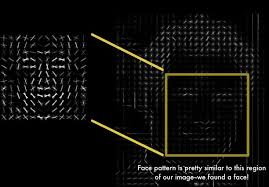 Face pattern is pretty similar to this region
of our image–we found a face!